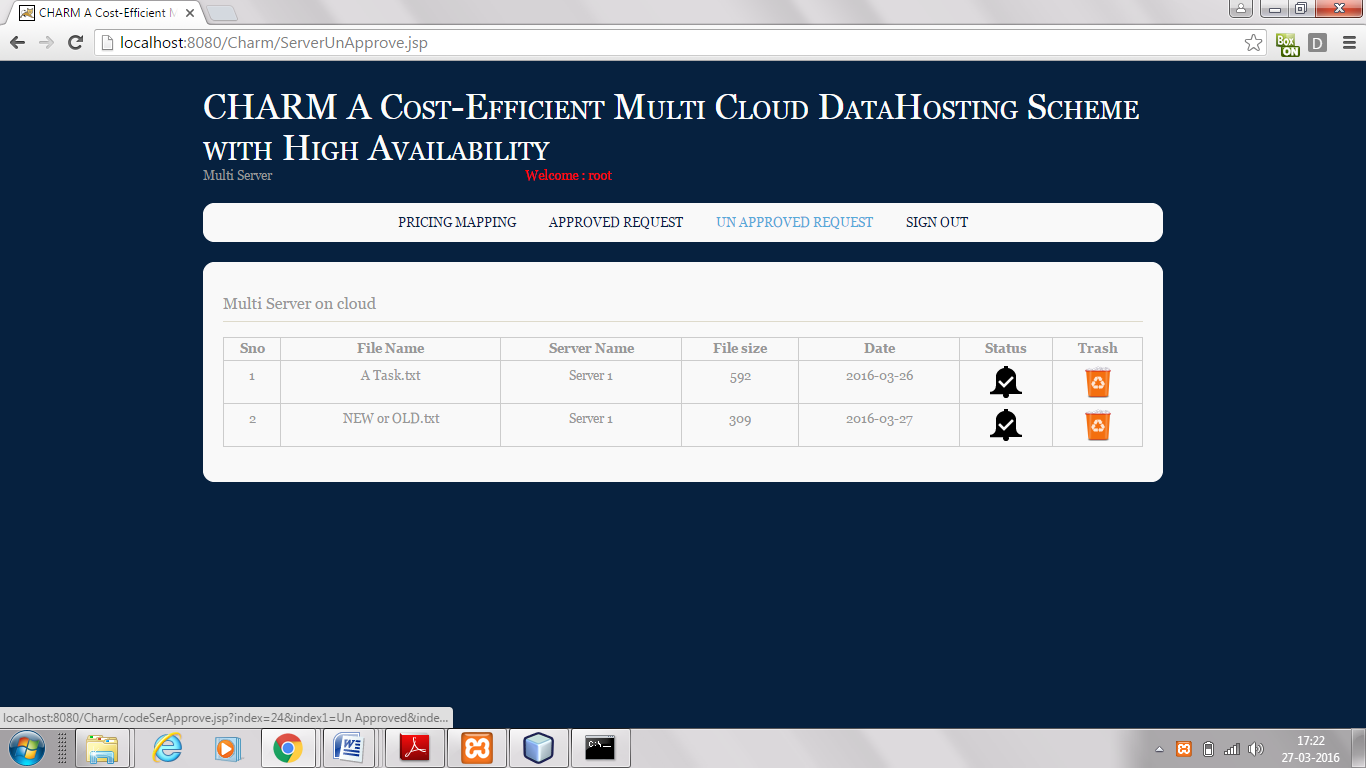 CHARM A Cost-Efficient M
localhost:8080/Charm/ServerUnApprove.jsp
Box ON
D
CHARM A Cost-Efficient Multi Cloud DataHosting Scheme
with High Availability
Multi Server Welcome : root
PRICING MAPPING APPROVED REQUEST UN APPROVED REQUEST SIGN OUT
Multi Server on cloud
Sno File Name Server Name File size Date Status Trash
1 A Task.txt Server 1 592 2016-03-26
2 NEW or OLD.txt Server 1 309 2016-03-27
localhost:8080/Charm/codeSerApprove.jsp?index=24&index1=Un Approved&inde...
17:22
27-03-2016